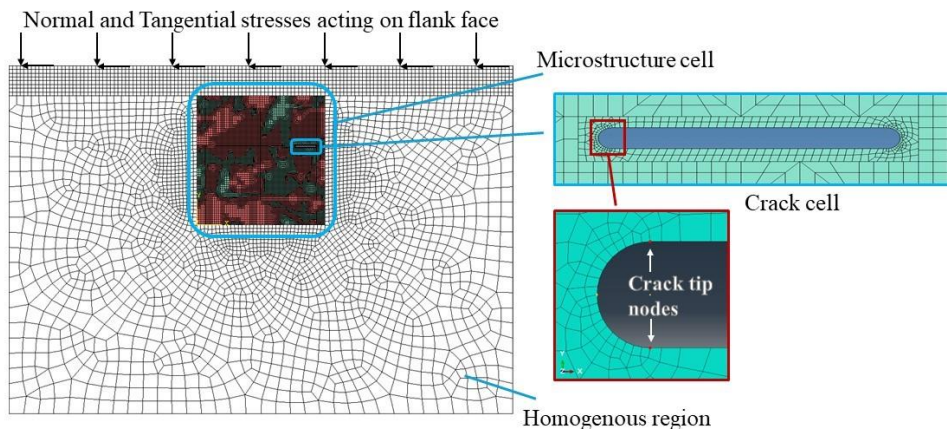 Normal and Tangential stresses acting on flank face
Microstructure cell
Crack cell
Crack tip
nodes
Homogenous region